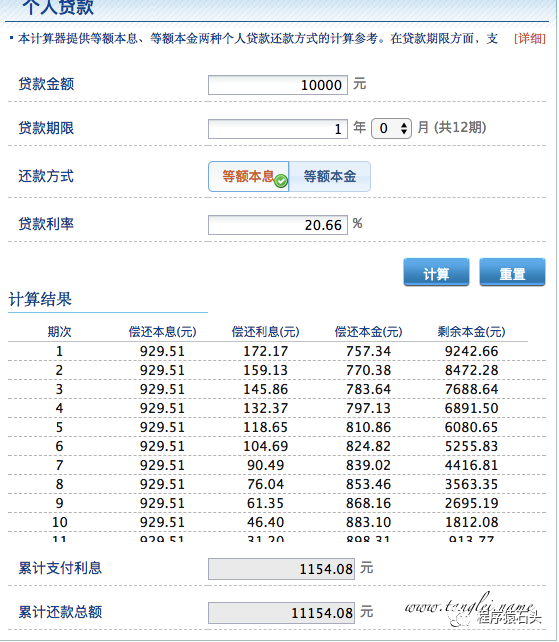 个人贷款
本计算器提供等额本息、等额本金两种个人贷款还款方式的计算参考。在贷款期限方面，支 [详细]
贷款金额 10000 元
贷款期限 1 年 0 月 (共12期)
还款方式 等额本息 等额本金
贷款利率 20.66 %
计算 重置
计算结果
期次 偿还本息(元) 偿还利息(元) 偿还本金(元) 剩余本金(元)
1 929.51 172.17 757.34 9242.66
2 929.51 159.13 770.38 8472.28
3 929.51 145.86 783.64 7688.64
4 929.51 132.37 797.13 6891.50
5 929.51 118.65 810.86 6080.65
6 929.51 104.69 824.82 5255.83
7 929.51 90.49 839.02 4416.81
8 929.51 76.04 853.46 3563.35
9 929.51 61.35 868.16 2695.19
10 929.51 46.40 883.10 1812.08
11 929.51 31.20 898.31 913.77
累计支付利息 1154.08 元
累计还款总额 11154.08 元
www.tanglei.name
程序猿石头